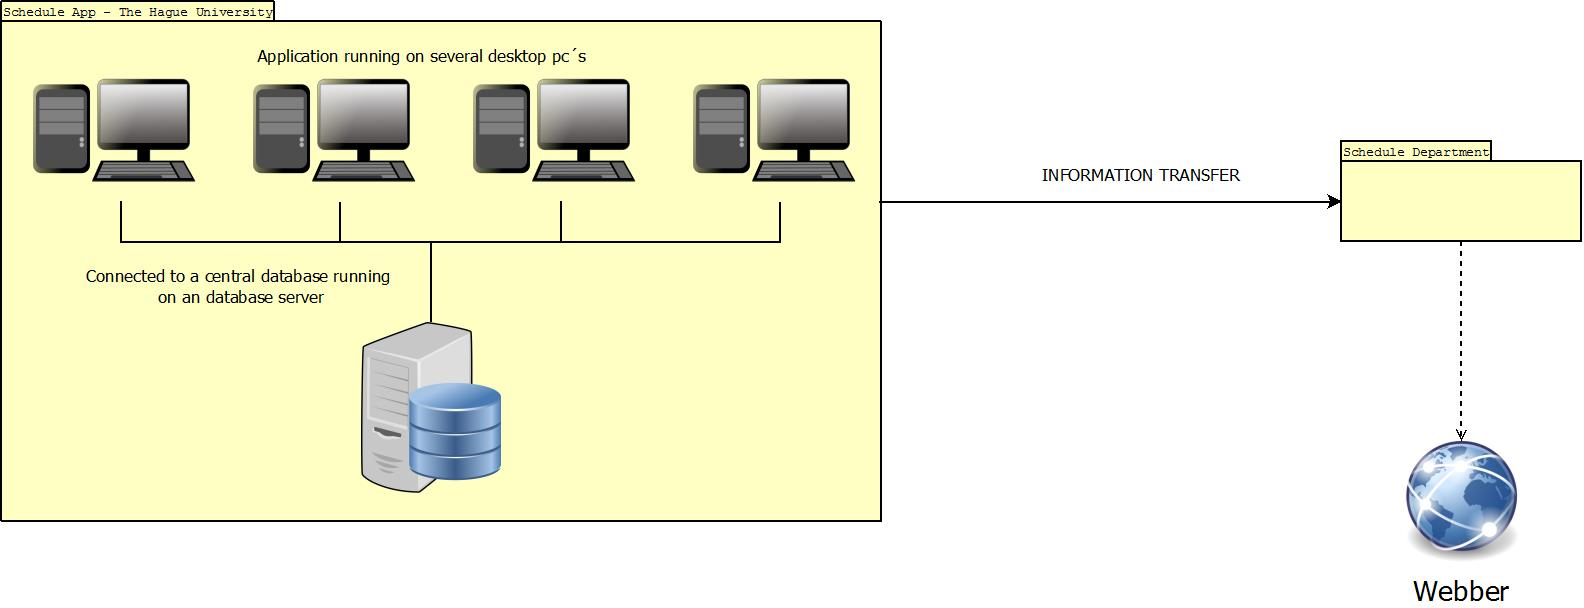 Schedule App - The Hague University
Application running on several desktop pc´s
INFORMATION TRANSFER
Schedule Department
Connected to a central database running
on an database server
Webber